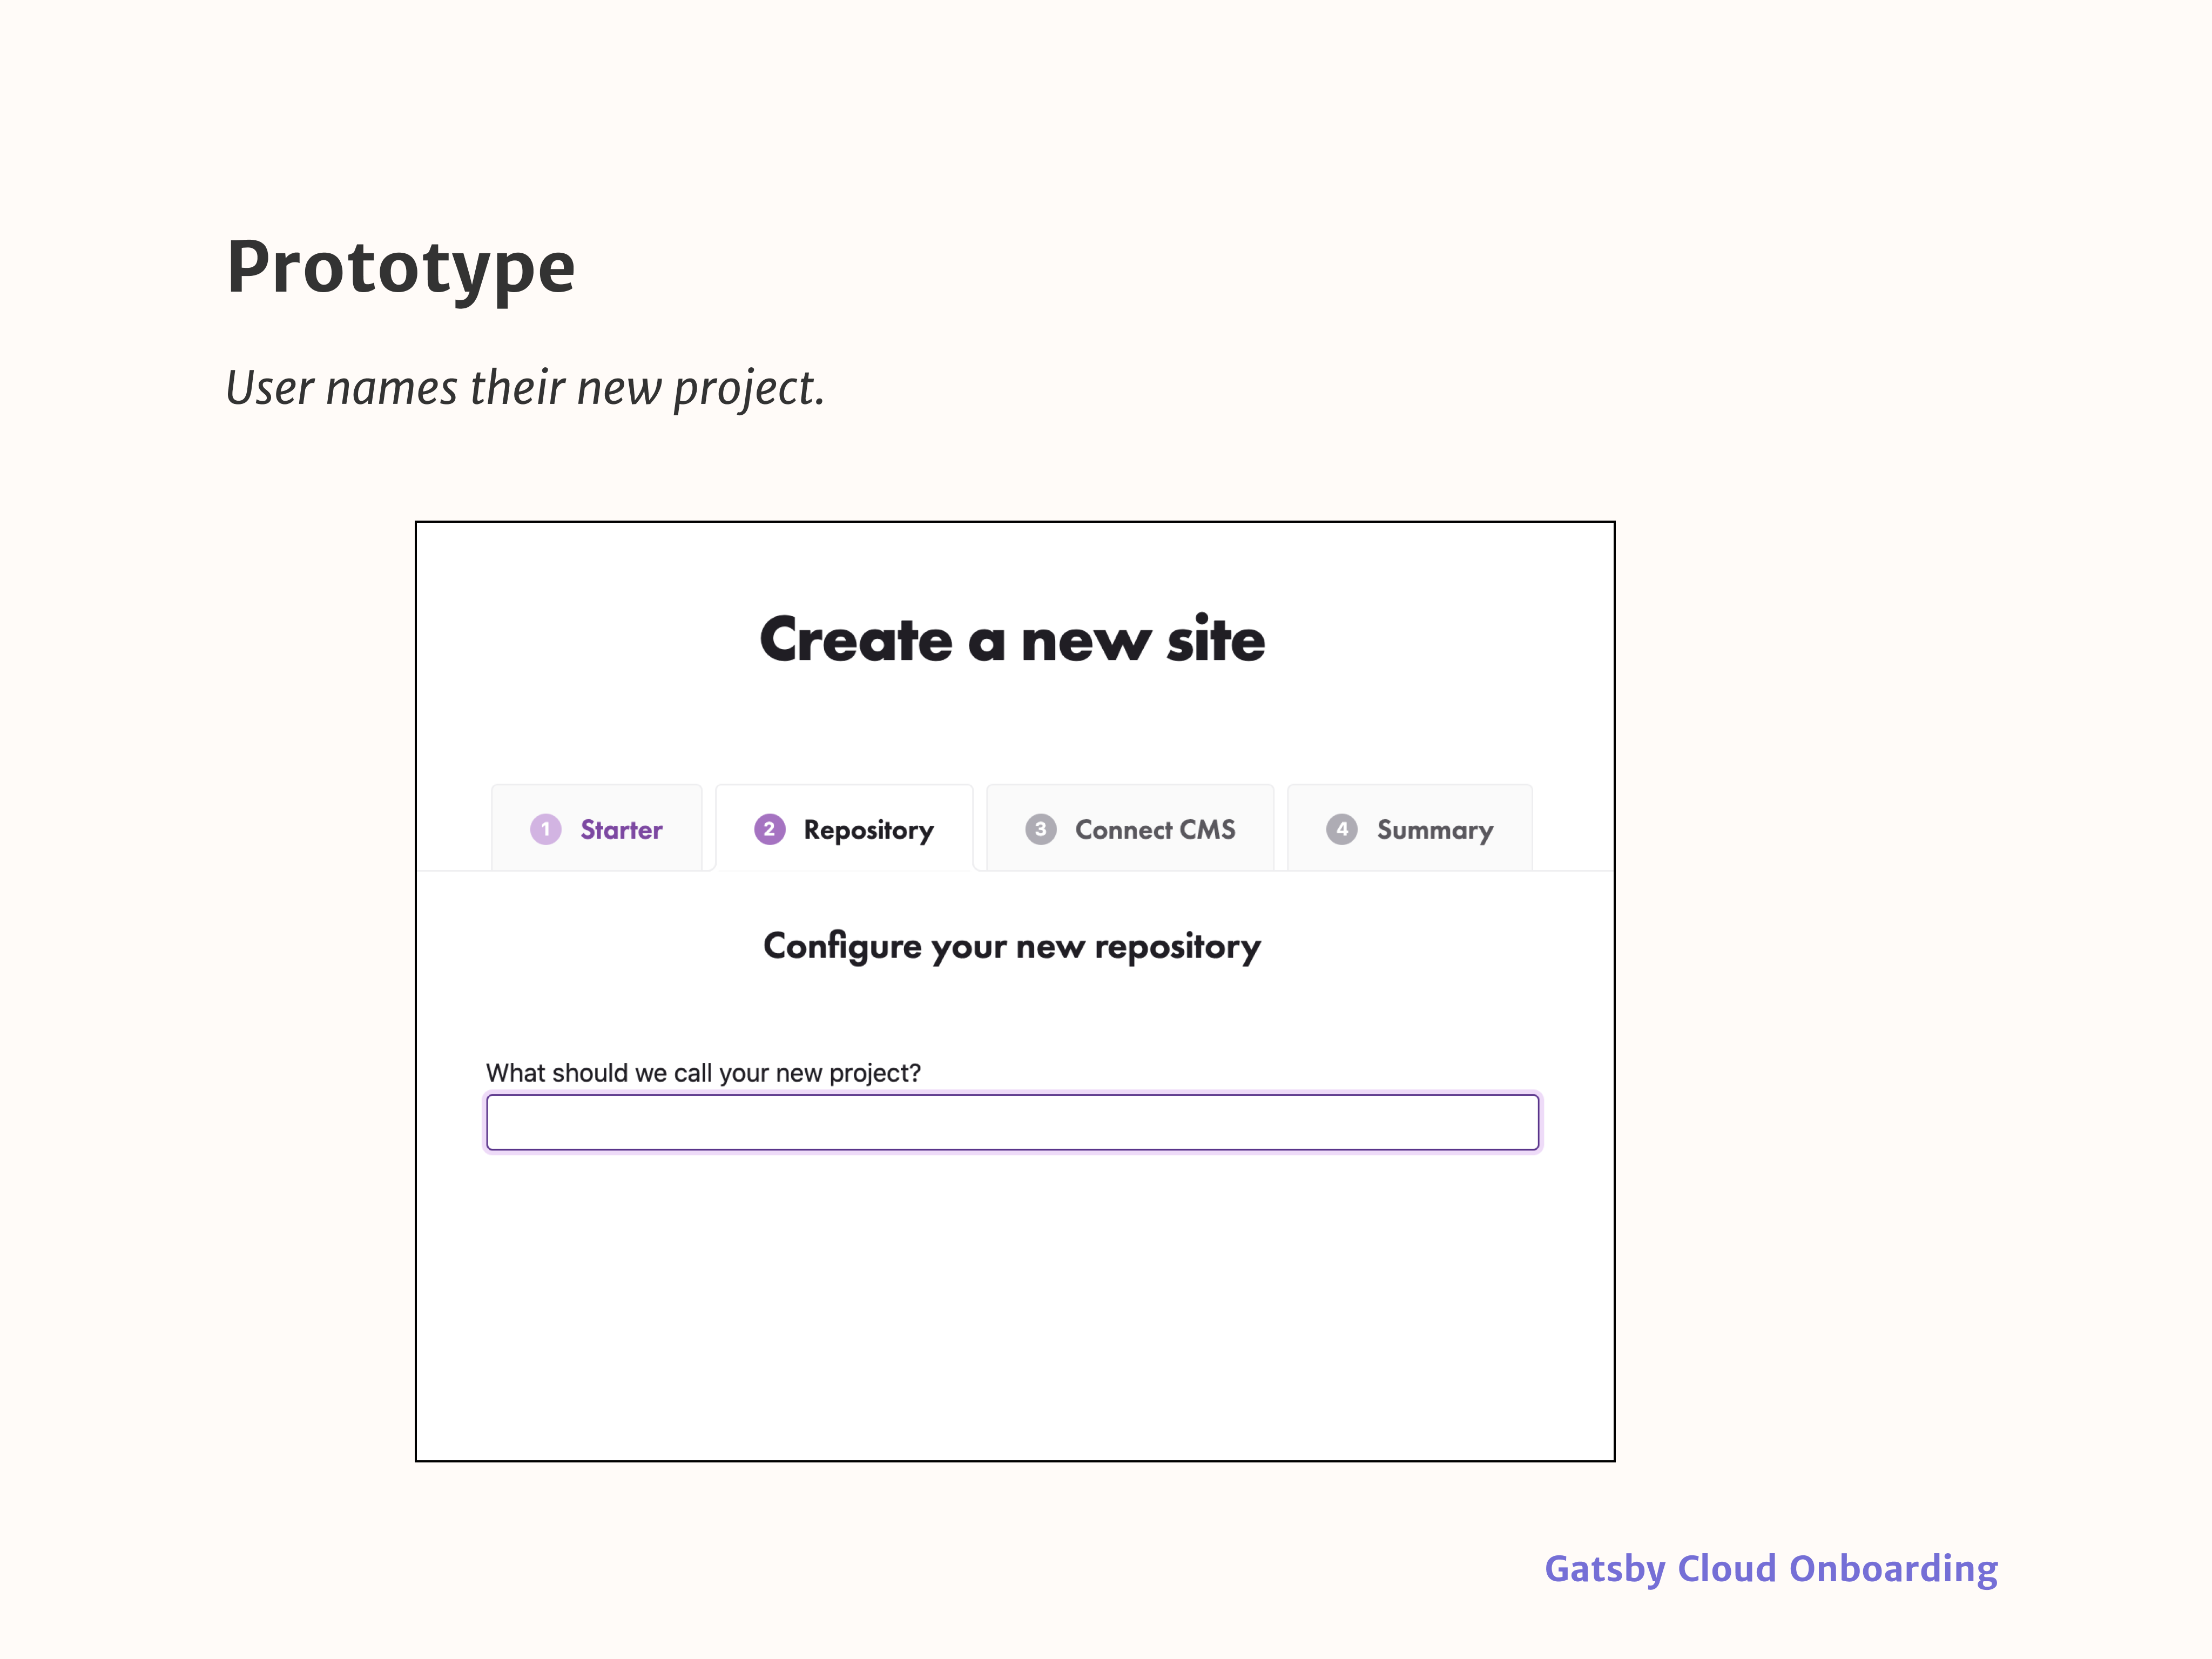 Prototype
User names their new project.
Create a new site
1 Starter 2 Repository 3 Connect CMS 4 Summary
Configure your new repository
What should we call your new project?
Gatsby Cloud Onboarding